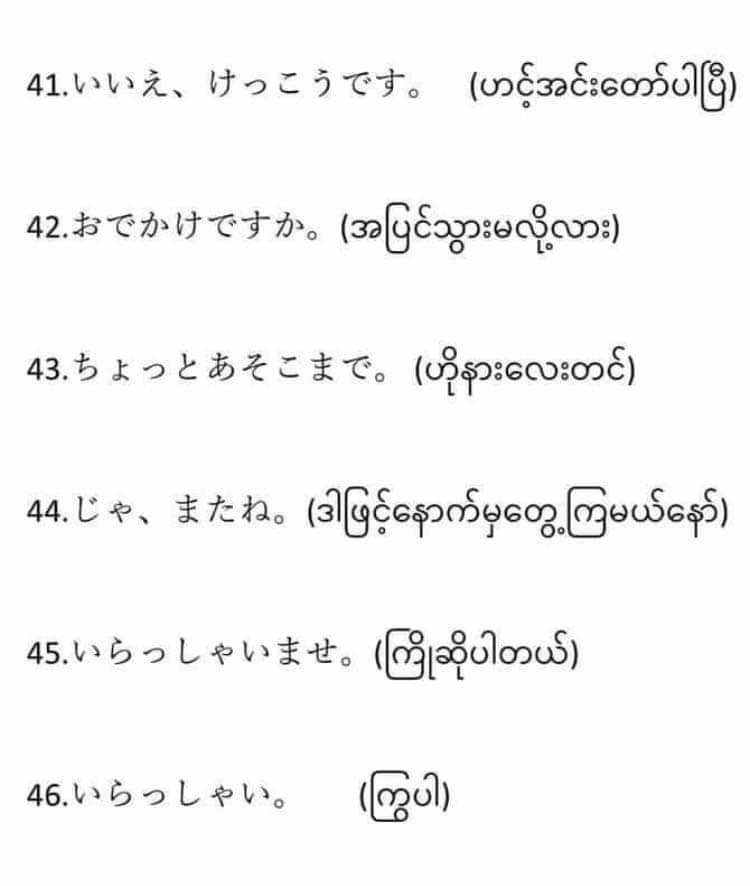 41.いいえ、けっこうです。 (ဟင့်အင်းတော်ပါပြီ)
42.おでかけですか。(အပြင်သွားမလို့လား)
43.ちょっとあそこまで。 (ဟိုနားလေးတင်)
44.じゃ、またね。(ဒါဖြင့်နောက်မှတွေ့ကြမယ်နော်)
45.いらっしゃいませ。(ကြိုဆိုပါတယ်)
46.いらっしゃい。 (ကြွပါ)